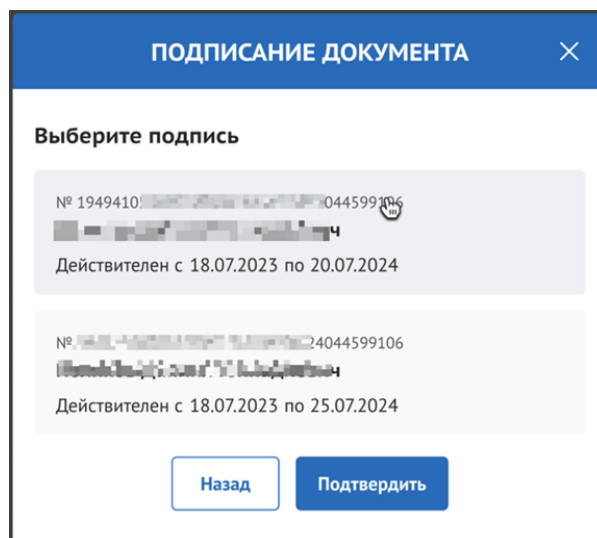 ПОДПИСАНИЕ ДОКУМЕНТА
Выберите подпись
№ 1949410 044599106
ч
Действителен с 18.07.2023 по 20.07.2024
№ 24044599106
ч
Действителен с 18.07.2023 по 25.07.2024
Назад
Подтвердить